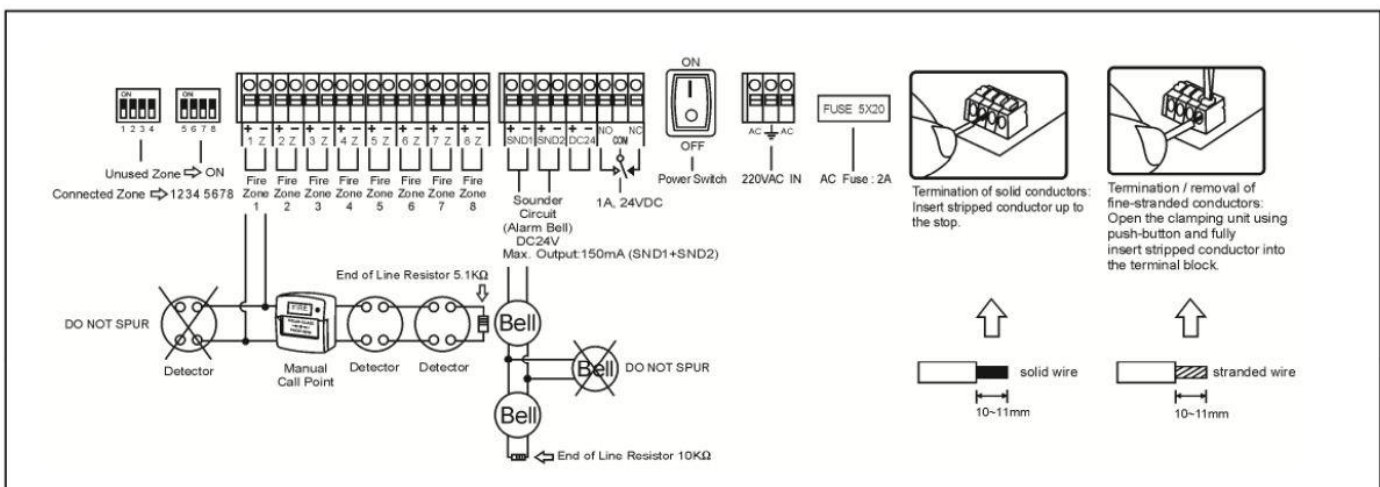 ON
1 2 3 4
ON
5 6 7 8
Unused Zone ⇨ ON
Connected Zone ⇨ 1234 5678
+ − + − + − + − + − + − + − + −
1 Z 2 Z 3 Z 4 Z 5 Z 6 Z 7 Z 8 Z
Fire Zone 1
Fire Zone 2
Fire Zone 3
Fire Zone 4
Fire Zone 5
Fire Zone 6
Fire Zone 7
Fire Zone 8
+ − + − + − NO NC
SND1 SND2 DC24 COM
1A, 24VDC
Sounder
Circuit
(Alarm Bell)
DC24V
Max. Output:150mA (SND1+SND2)
ON
OFF
Power Switch
AC AC
220VAC IN
FUSE 5X20
AC Fuse : 2A
Termination of solid conductors:
Insert stripped conductor up to
the stop.
Termination / removal of
fine-stranded conductors:
Open the clamping unit using
push-button and fully
insert stripped conductor into
the terminal block.
End of Line Resistor 5.1KΩ
DO NOT SPUR
Detector
FIRE
Manual
Call Point
Detector
Detector
Bell
Bell
DO NOT SPUR
Bell
End of Line Resistor 10KΩ
solid wire
10~11mm
stranded wire
10~11mm